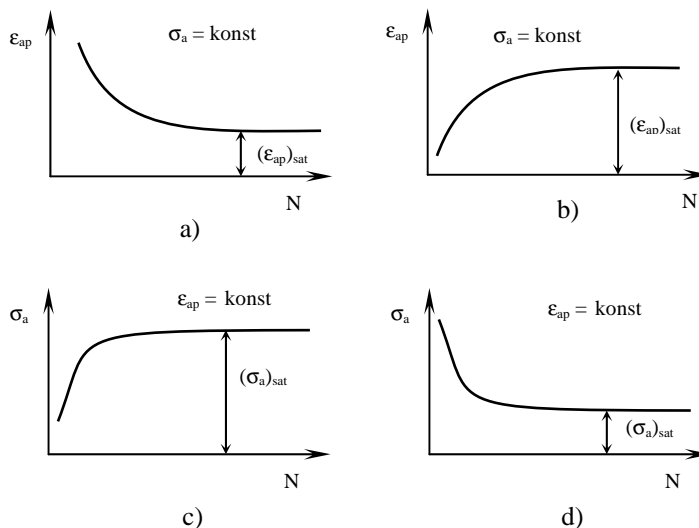 ε_ap
σ_a = konst
(ε_ap)_sat
N
a)
ε_ap
σ_a = konst
(ε_ap)_sat
N
b)
σ_a
ε_ap = konst
(σ_a)_sat
N
c)
σ_a
ε_ap = konst
(σ_a)_sat
N
d)